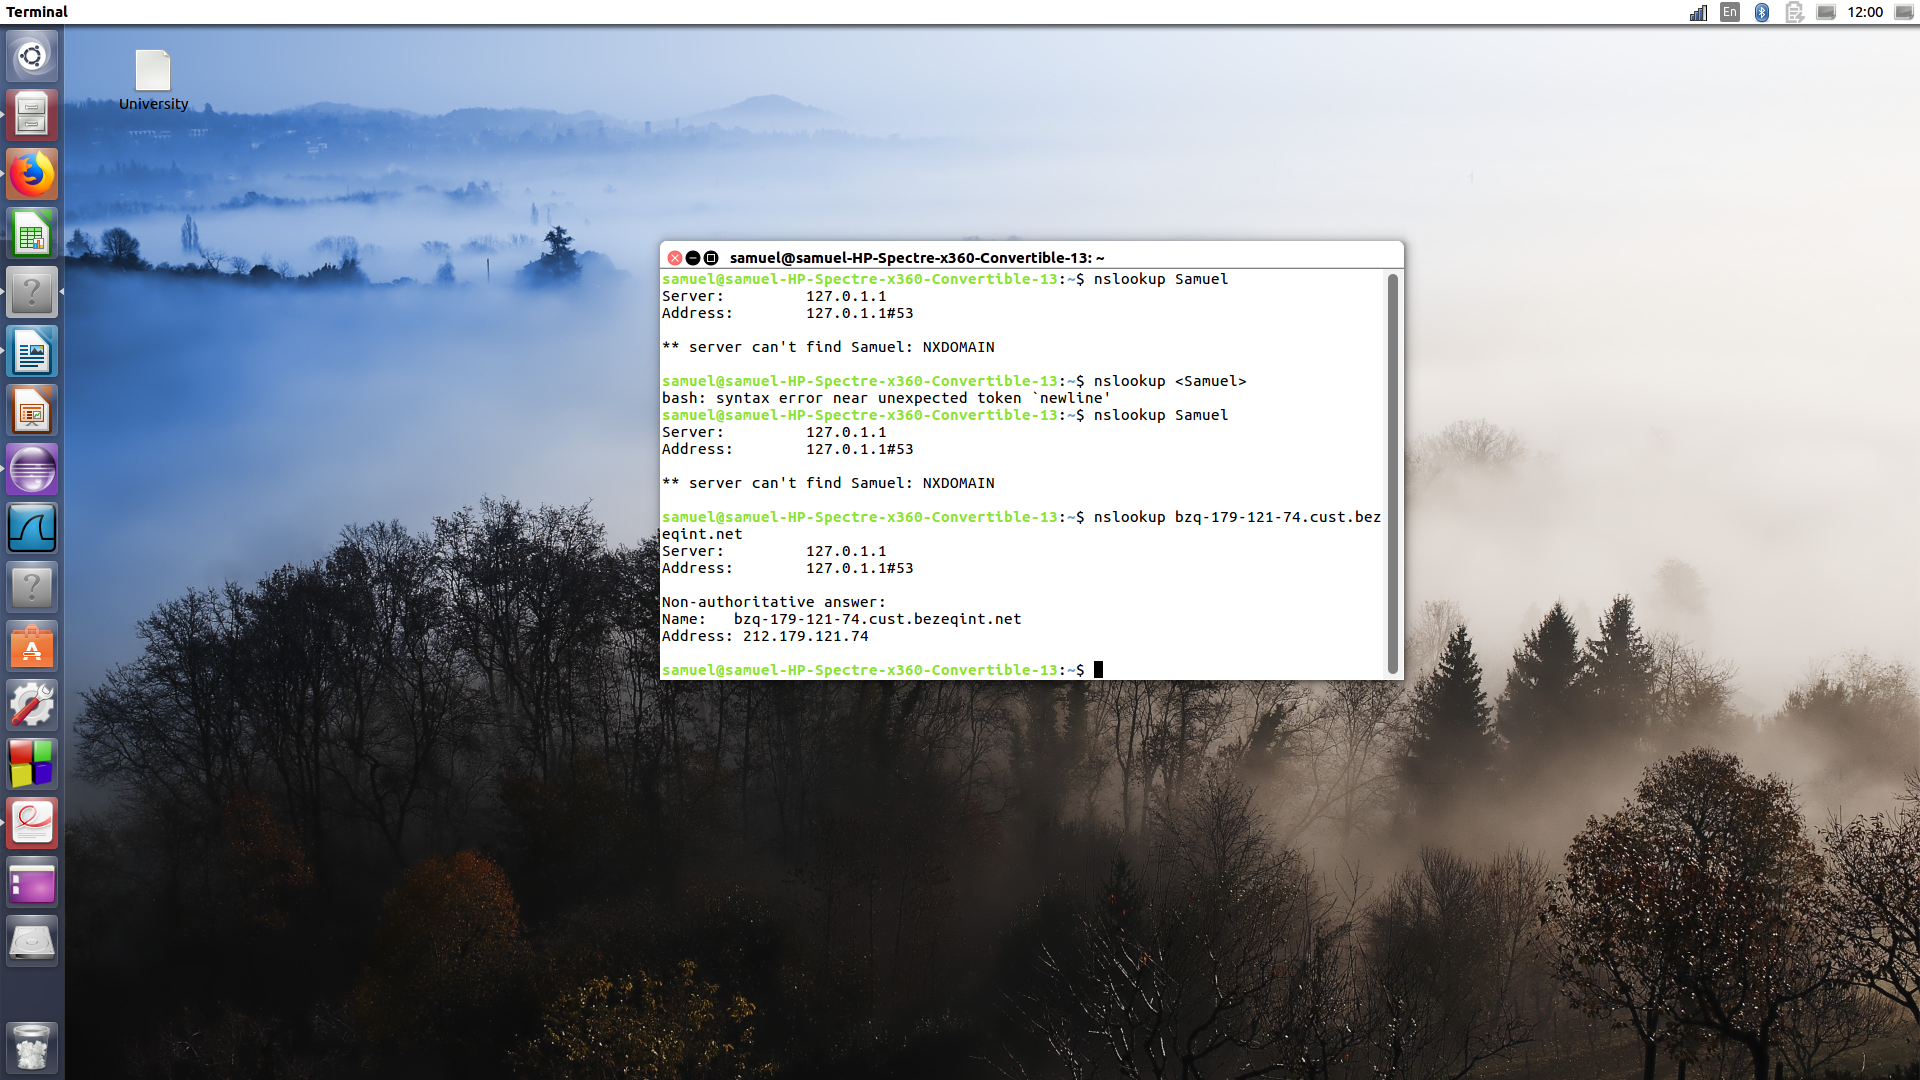 Terminal
En
12:00
University
samuel@samuel-HP-Spectre-x360-Convertible-13: ~
samuel@samuel-HP-Spectre-x360-Convertible-13:~$ nslookup Samuel
Server:         127.0.1.1
Address:        127.0.1.1#53
** server can't find Samuel: NXDOMAIN
samuel@samuel-HP-Spectre-x360-Convertible-13:~$ nslookup <Samuel>
bash: syntax error near unexpected token `newline'
samuel@samuel-HP-Spectre-x360-Convertible-13:~$ nslookup Samuel
Server:         127.0.1.1
Address:        127.0.1.1#53
** server can't find Samuel: NXDOMAIN
samuel@samuel-HP-Spectre-x360-Convertible-13:~$ nslookup bzq-179-121-74.cust.bez
eqint.net
Server:         127.0.1.1
Address:        127.0.1.1#53
Non-authoritative answer:
Name:   bzq-179-121-74.cust.bezeqint.net
Address: 212.179.121.74
samuel@samuel-HP-Spectre-x360-Convertible-13:~$